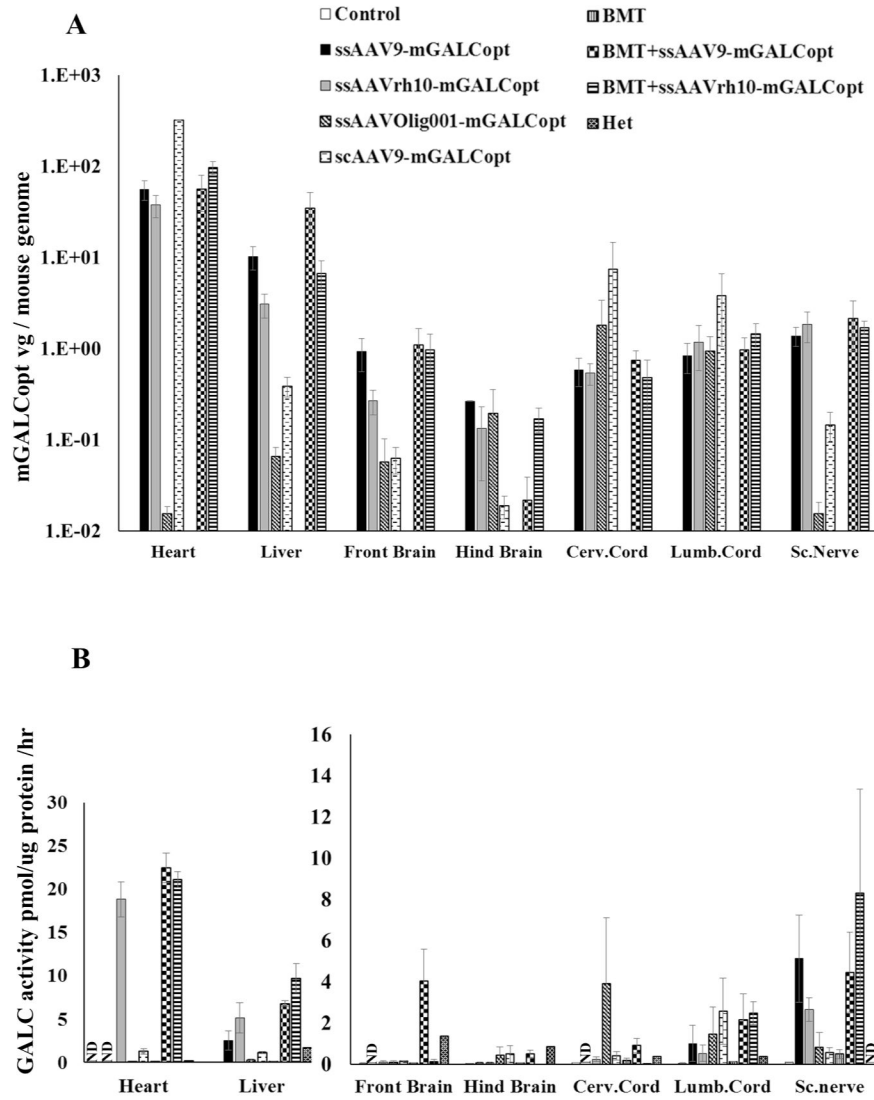 A
Control
BMT
ssAAV9-mGALCopt
BMT+ssAAV9-mGALCopt
ssAAVrh10-mGALCopt
BMT+ssAAVrh10-mGALCopt
ssAAVOlig001-mGALCopt
Het
scAAV9-mGALCopt
mGALCopt vg / mouse genome
1.E+03
1.E+02
1.E+01
1.E+00
1.E-01
1.E-02
Heart Liver Front Brain Hind Brain Cerv.Cord Lumb.Cord Sc.Nerve
B
GALC activity pmol/ug protein /hr
30
25
20
15
10
5
0
ND ND
Heart Liver
16
14
12
10
8
6
4
2
0
ND ND ND
Front Brain Hind Brain Cerv.Cord Lumb.Cord Sc.nerve